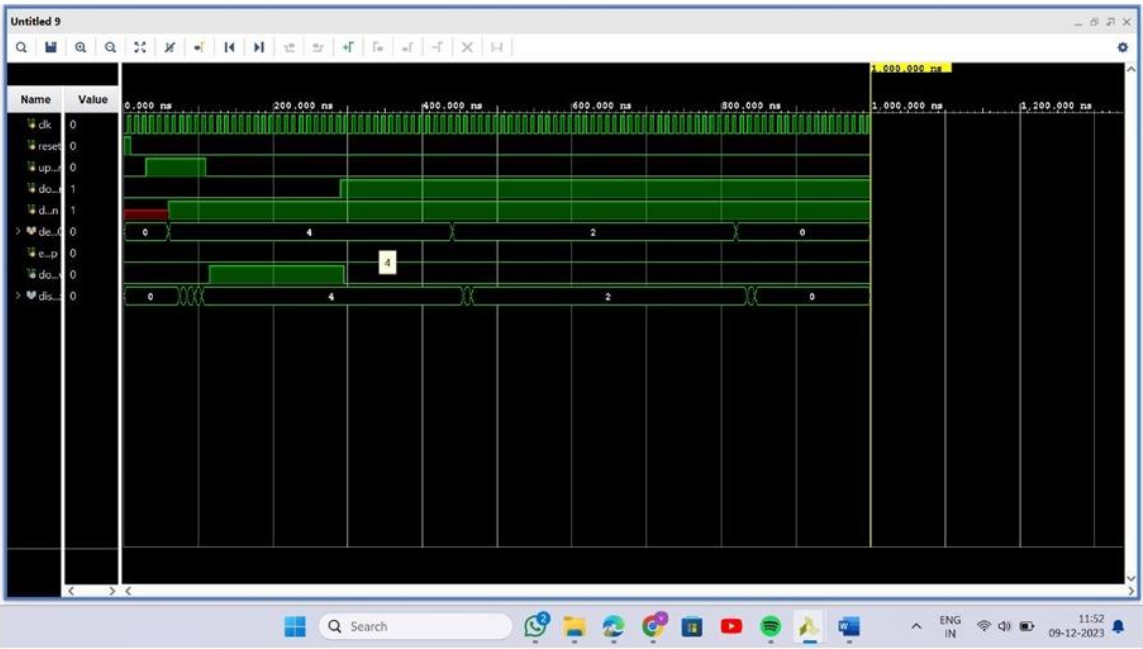 Untitled 9
1,000.000 ns
Name Value
0.000 ns 200.000 ns 400.000 ns 600.000 ns 800.000 ns 1,000.000 ns 1,200.000 ns
clk 0
reset 0
up... 0
do... 1
d...n 1
de... 0 0 4 2 0
e...p 0
4
do... 0
dis... 0 0 4 2 0
Search
2
ENG
IN
11:52
09-12-2023